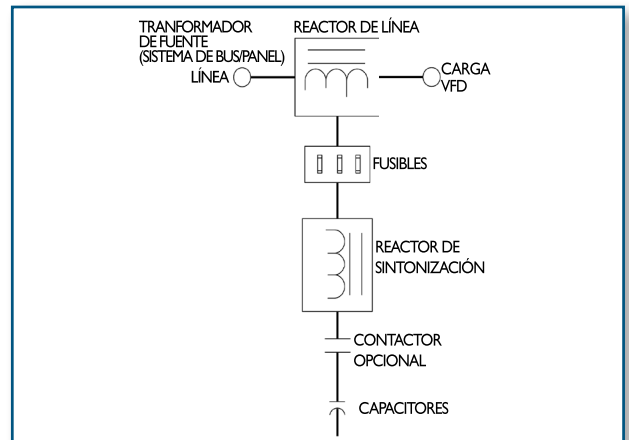 TRANFORMADOR
DE FUENTE
(SISTEMA DE BUS/PANEL)
LÍNEA
REACTOR DE LÍNEA
CARGA
VFD
FUSIBLES
REACTOR DE
SINTONIZACIÓN
CONTACTOR
OPCIONAL
CAPACITORES